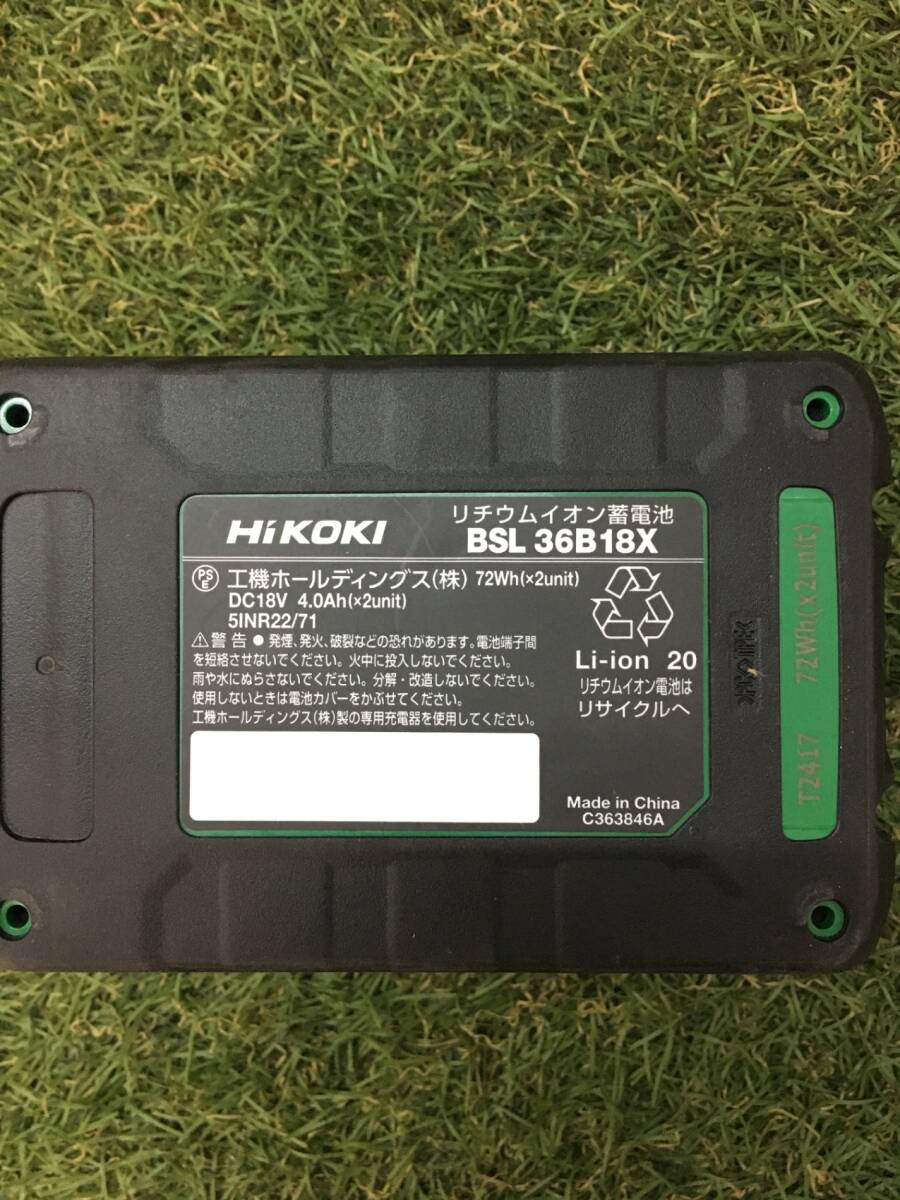 HiKOKI
リチウムイオン蓄電池
BSL 36B18X
PS E 工機ホールディングス(株) 72Wh(×2unit)
DC18V 4.0Ah(×2unit)
5INR22/71
⚠警告 ● 発煙、発火、破裂などの恐れがあります。電池端子間
を短絡させないでください。火中に投入しないでください。
雨や水にぬらさないでください。分解・改造しないでください。
使用しないときは電池カバーをかぶせてください。
工機ホールディングス(株)製の専用充電器を使用してください。
Li-ion 20
リチウムイオン電池は
リサイクルへ
Made in China
C363846A
T2417 72Wh(x2unit)